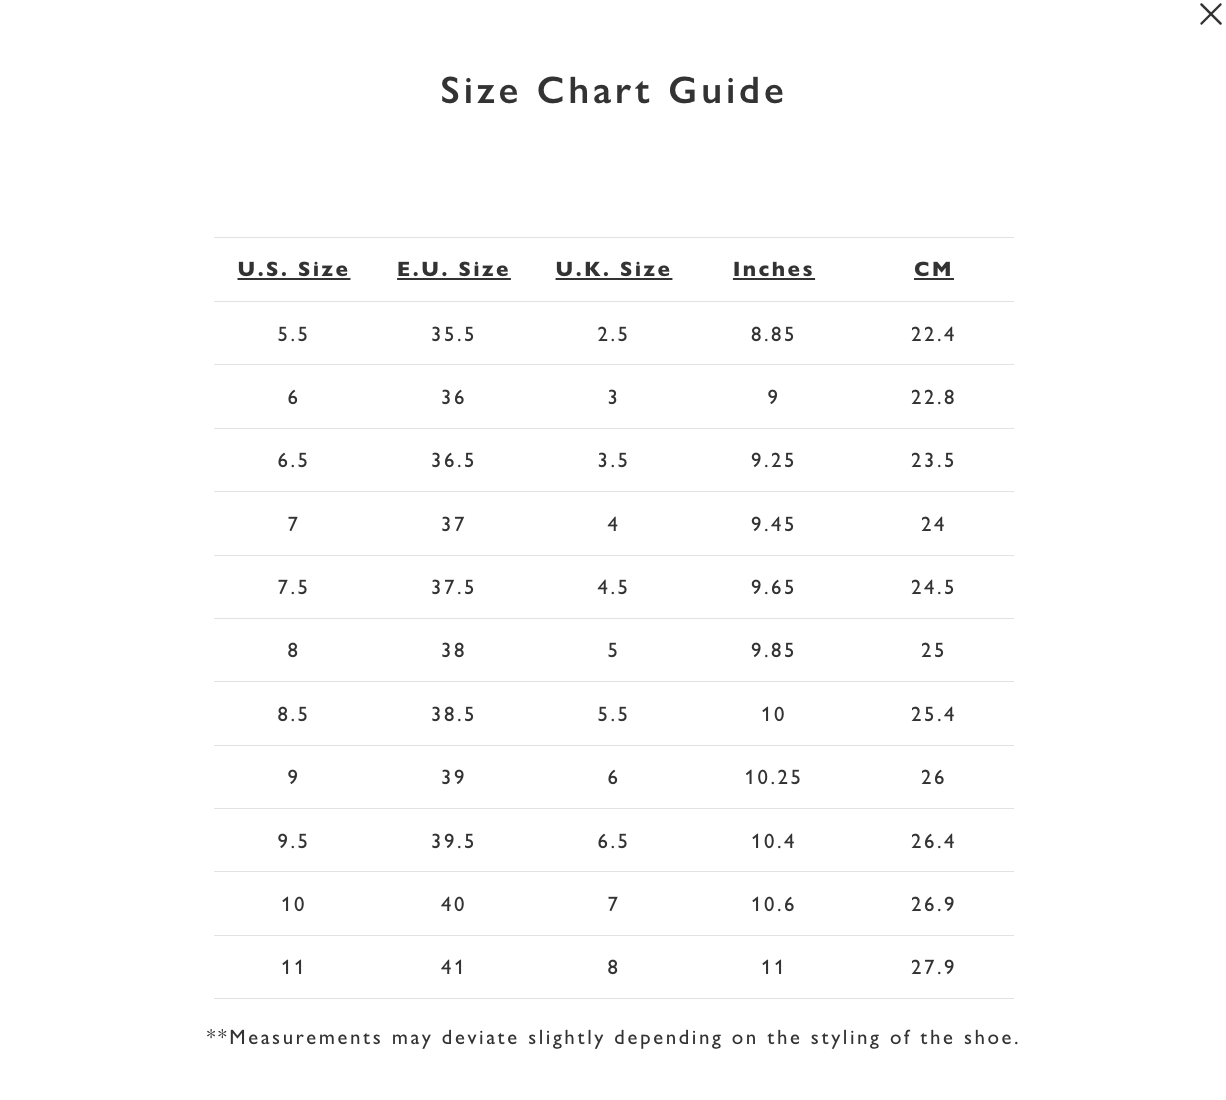 Size Chart Guide
U.S. Size E.U. Size U.K. Size Inches CM
5.5 35.5 2.5 8.85 22.4
6 36 3 9 22.8
6.5 36.5 3.5 9.25 23.5
7 37 4 9.45 24
7.5 37.5 4.5 9.65 24.5
8 38 5 9.85 25
8.5 38.5 5.5 10 25.4
9 39 6 10.25 26
9.5 39.5 6.5 10.4 26.4
10 40 7 10.6 26.9
11 41 8 11 27.9
**Measurements may deviate slightly depending on the styling of the shoe.